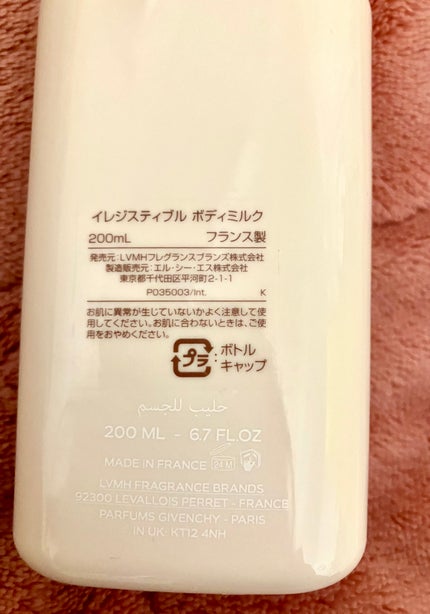 イレジスティブル ボディミルク
200mL フランス製
発売元:LVMHフレグランスブランズ株式会社
製造販売元:エル・シー・エス株式会社
東京都千代田区平河町2-1-1
P035003/Int. K
お肌に異常が生じていないかよく注意して使
用してください。お肌に合わないときは、ご使
用をおやめください。
プラ :ボトル
キャップ
حليب للجسم
200 ML - 6.7 FL.OZ
MADE IN FRANCE 24 M
LVMH FRAGRANCE BRANDS
92300 LEVALLOIS PERRET - FRANCE
PARFUMS GIVENCHY - PARIS
IN UK: KT12 4NH